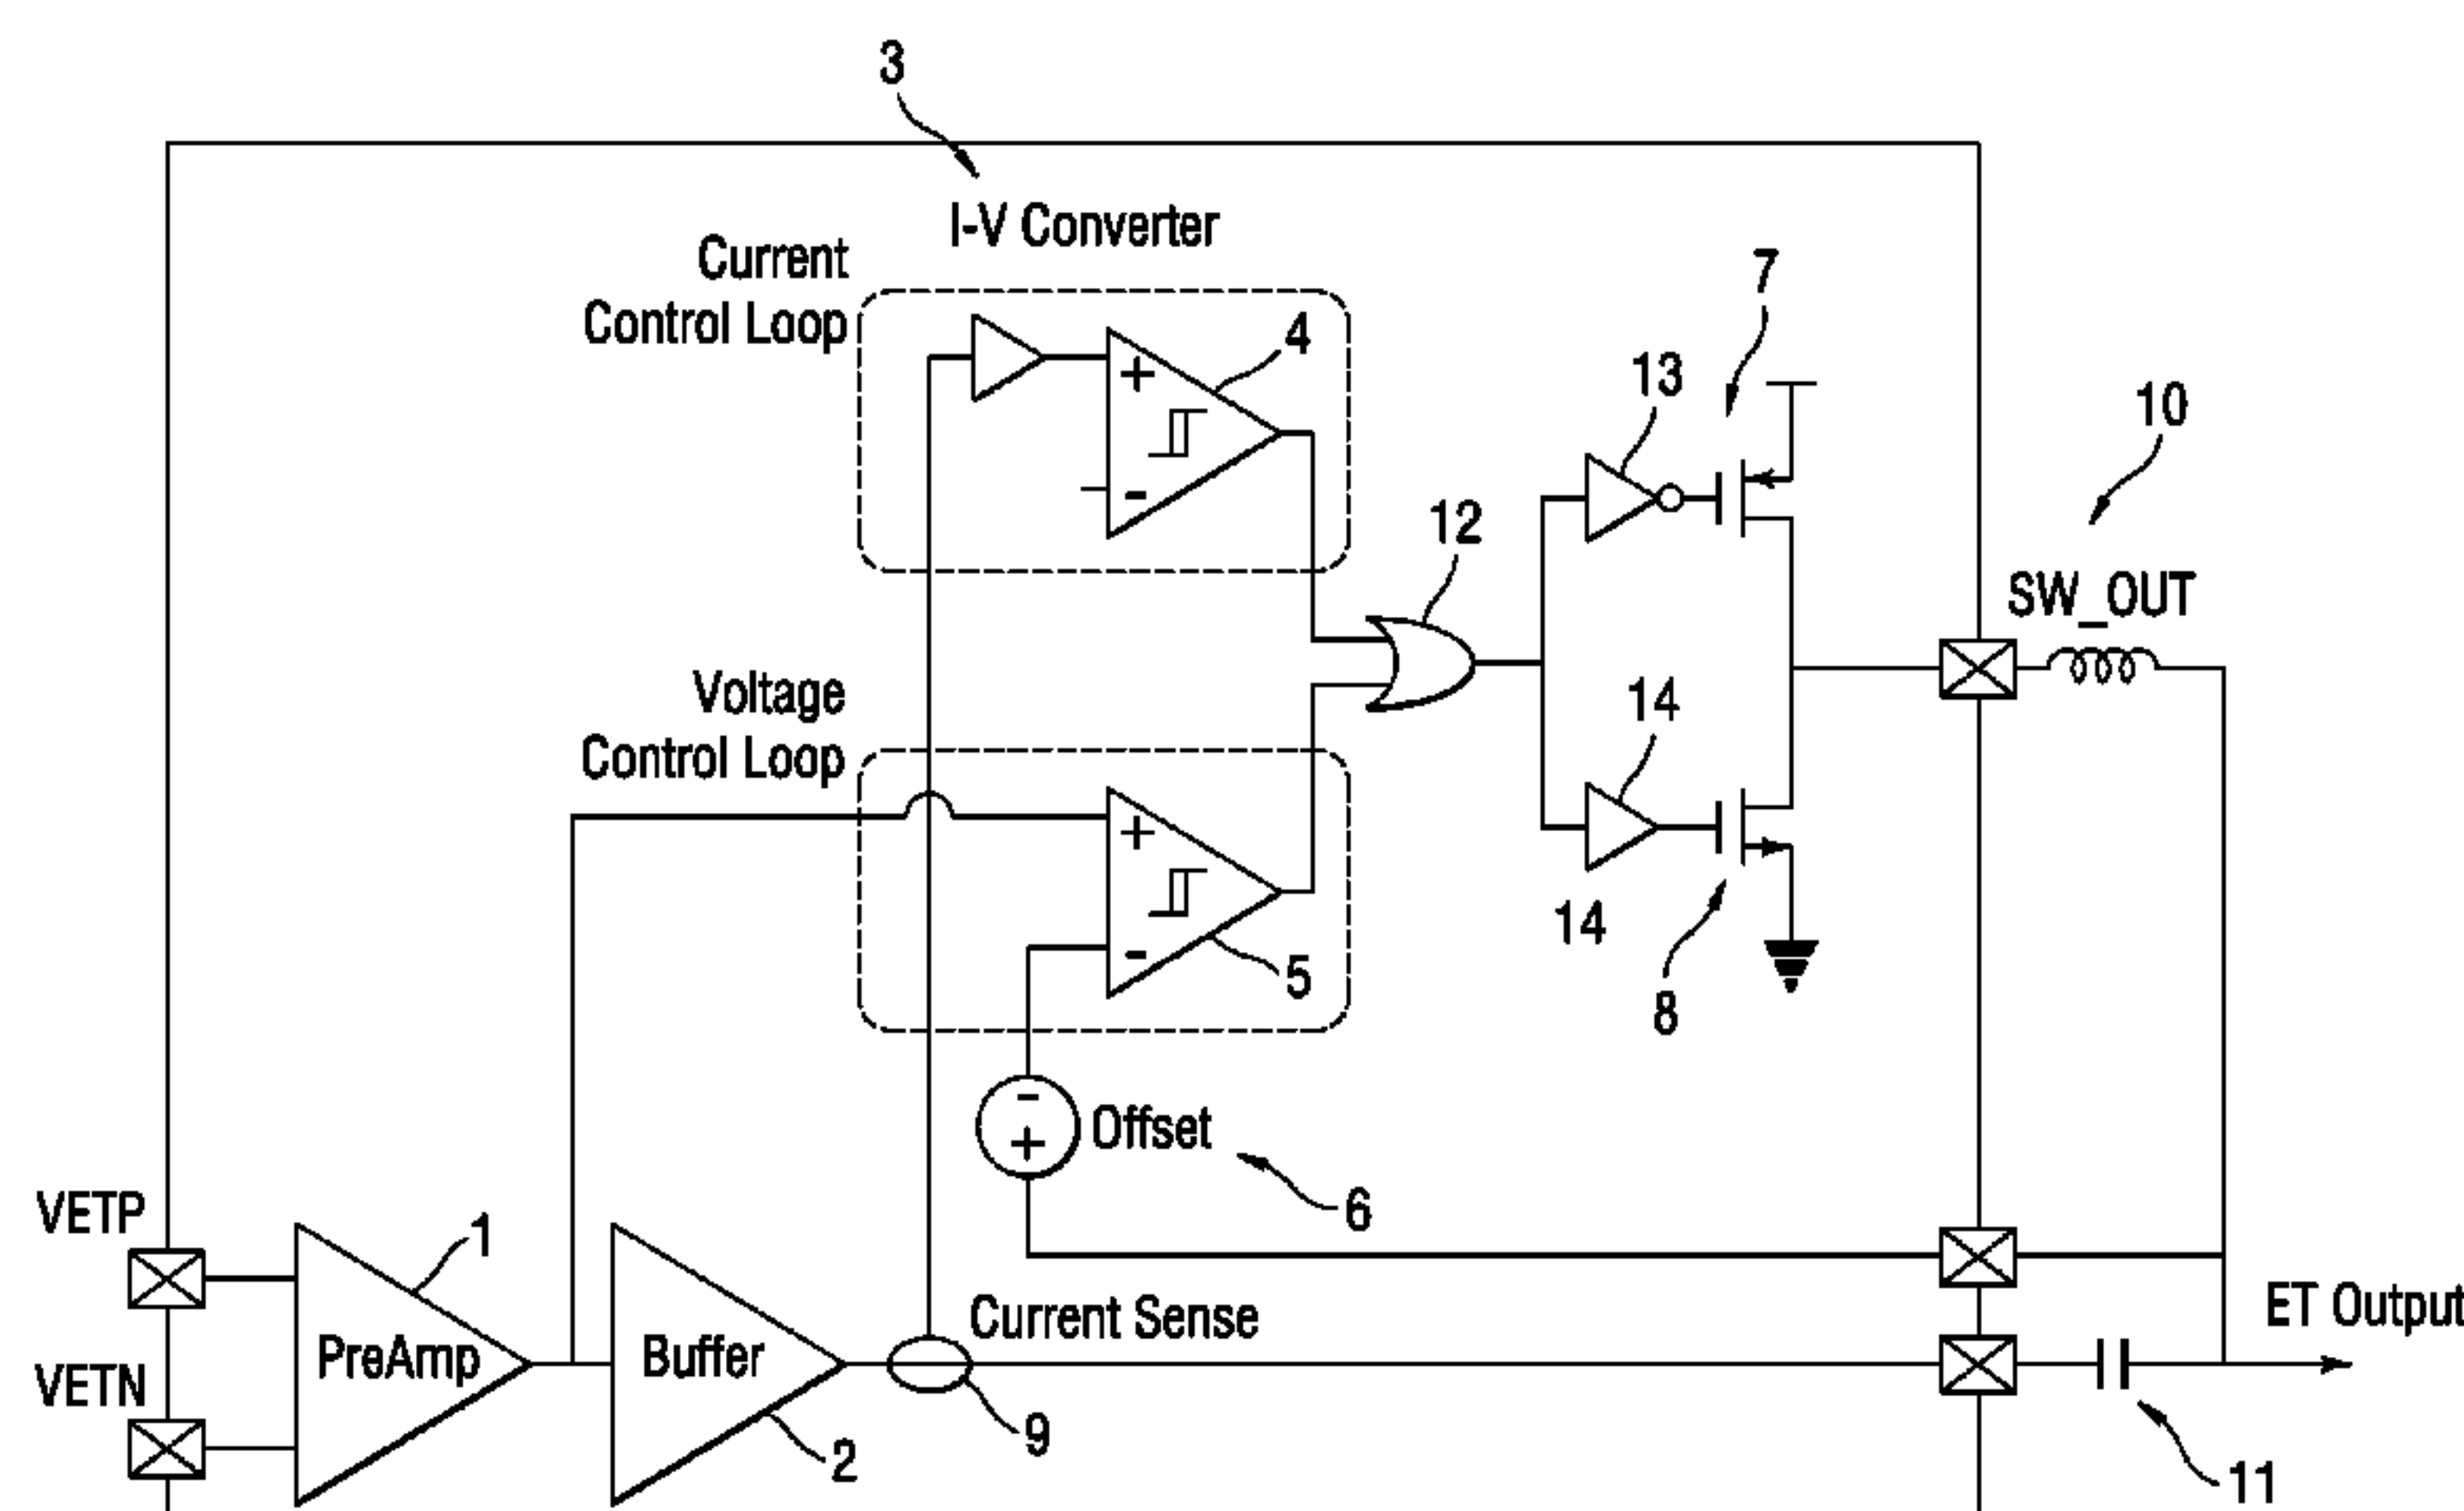 3
I-V Converter
Current
Control Loop
+
-
4
7
13
10
12
SW_OUT
Voltage
Control Loop
14
+
-
5
14
8
-
+
Offset
6
VETP
1
PreAmp
Buffer
Current Sense
ET Output
VETN
2
9
11